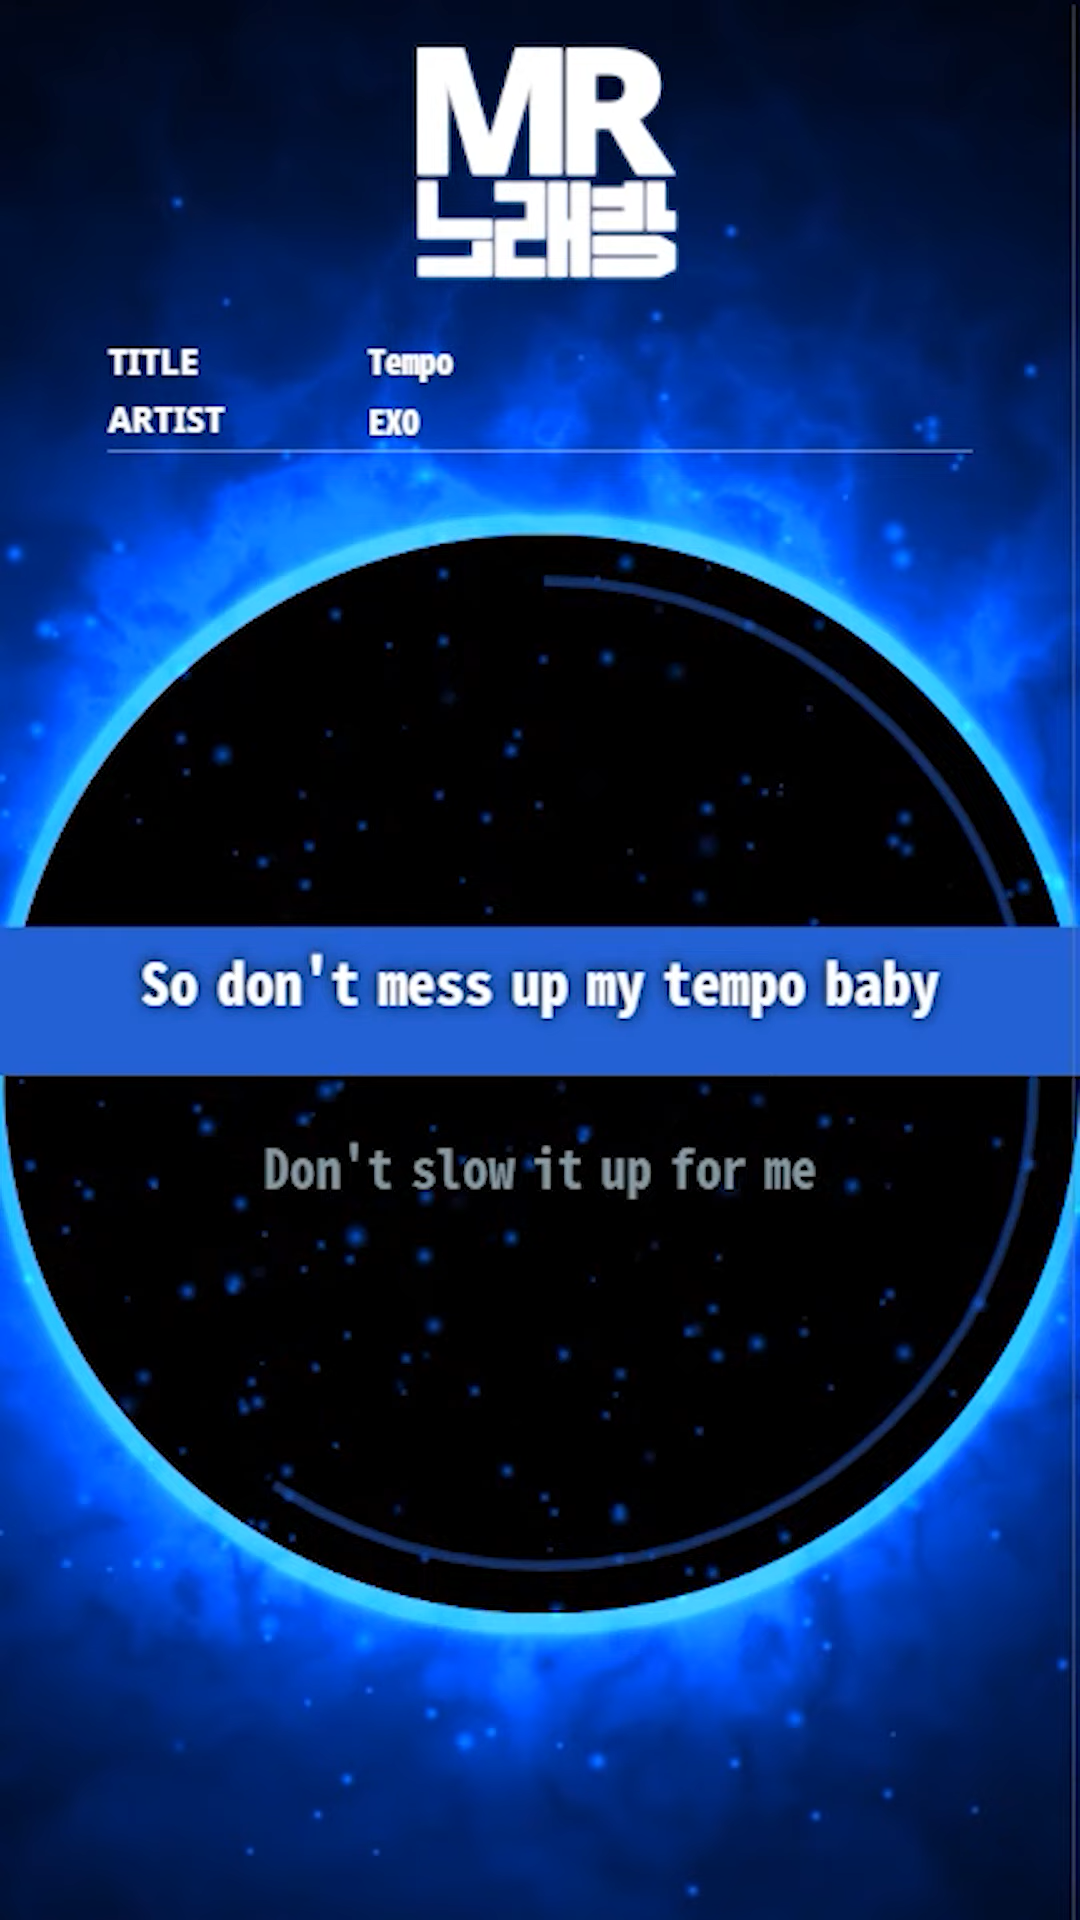 MR
노래방
TITLE Tempo
ARTIST EXO
So don't mess up my tempo baby
Don't slow it up for me